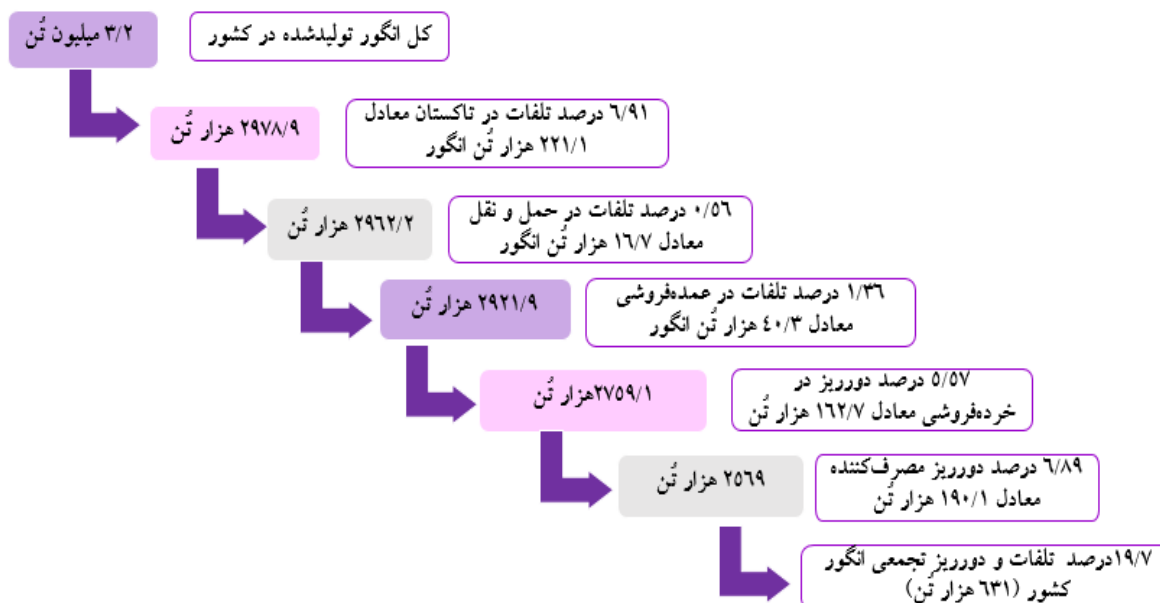 ۳/۲ میلیون تُن
کل انگور تولیدشده در کشور
۲۹۷۸/۹ هزار تُن
۶/۹۱ درصد تلفات در تاکستان معادل
۲۲۱/۱ هزار تُن انگور
۲۹۶۲/۲ هزار تُن
۰/۵۶ درصد تلفات در حمل و نقل
معادل ۱۶/۷ هزار تُن انگور
۲۹۲۱/۹ هزار تُن
۱/۳۶ درصد تلفات در عمده‌فروشی
معادل ۴۰/۳ هزار تُن انگور
۲۷۵۹/۱هزار تُن
۵/۵۷ درصد دورریز در
خرده‌فروشی معادل ۱۶۲/۷ هزار تُن
۲۵۶۹ هزار تُن
۶/۸۹ درصد دورریز مصرف‌کننده
معادل ۱۹۰/۱ هزار تُن
۱۹/۷درصد تلفات و دورریز تجمعی انگور
کشور (۶۳۱ هزار تُن)